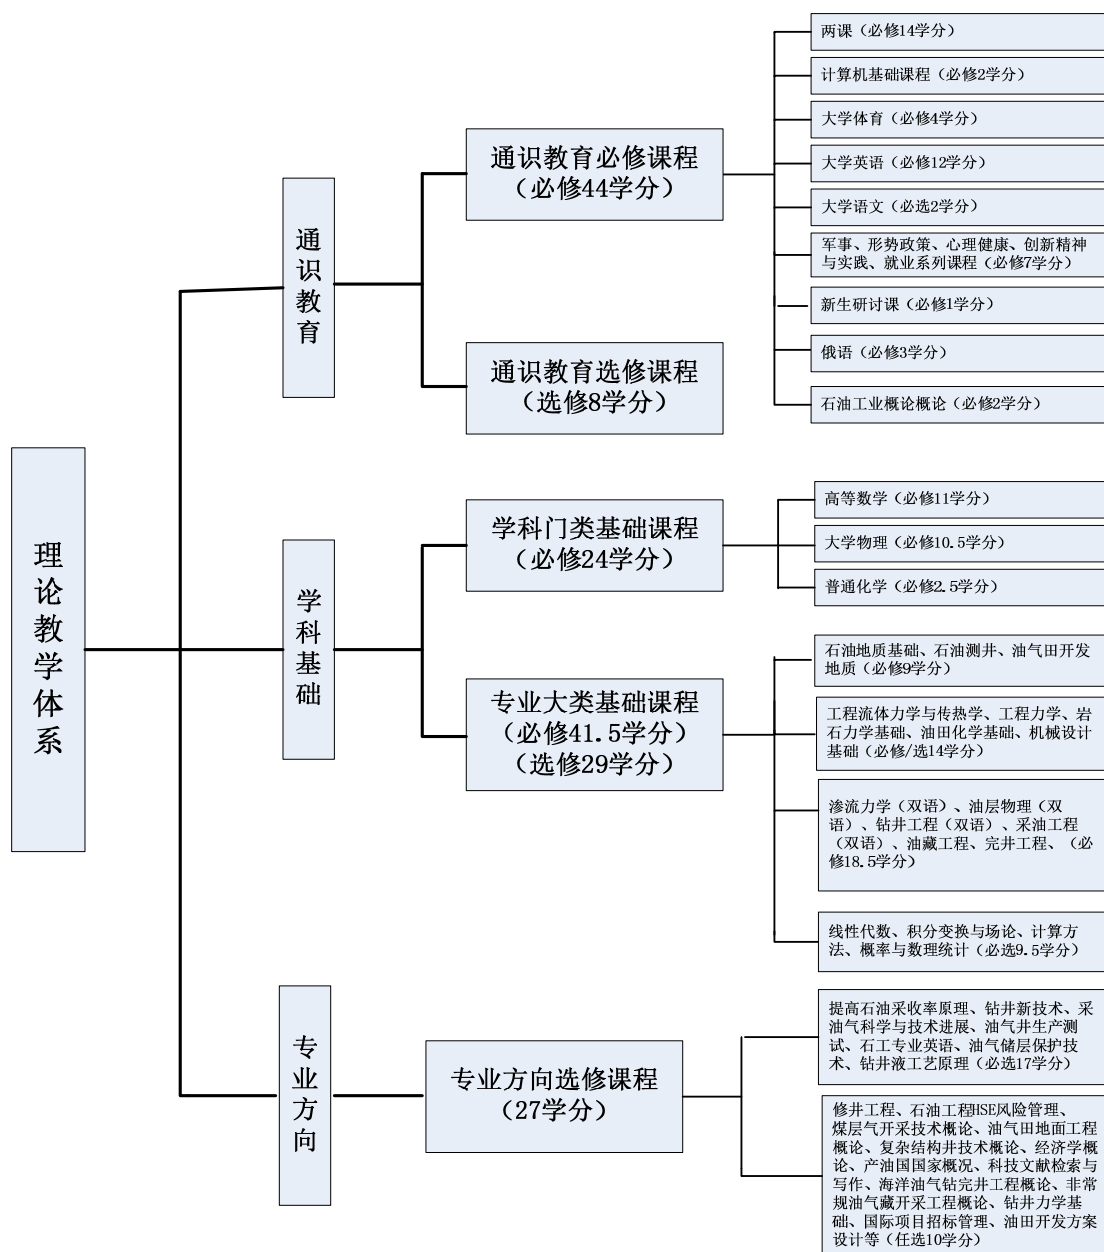 理论教学体系
通识教育
通识教育必修课程
（必修44学分）
两课（必修14学分）
计算机基础课程（必修2学分）
大学体育（必修4学分）
大学英语（必修12学分）
大学语文（必选2学分）
军事、形势政策、心理健康、创新精神
与实践、就业系列课程（必修7学分）
新生研讨课（必修1学分）
俄语（必修3学分）
石油工业概论概论（必修2学分）
通识教育选修课程
（选修8学分）
学科基础
学科门类基础课程
（必修24学分）
高等数学（必修11学分）
大学物理（必修10.5学分）
普通化学（必修2.5学分）
专业大类基础课程
（必修41.5学分）
（选修29学分）
石油地质基础、石油测井、油气田开发
地质（必修9学分）
工程流体力学与传热学、工程力学、岩
石力学基础、油田化学基础、机械设计
基础（必修/选14学分）
渗流力学（双语）、油层物理（双
语）、钻井工程（双语）、采油工程
（双语）、油藏工程、完井工程、（必
修18.5学分）
线性代数、积分变换与场论、计算方
法、概率与数理统计（必选9.5学分）
专业方向
专业方向选修课程
（27学分）
提高石油采收率原理、钻井新技术、采
油气科学与技术进展、油气井生产测
试、石工专业英语、油气储层保护技
术、钻井液工艺原理（必选17学分）
修井工程、石油工程HSE风险管理、
煤层气开采技术概论、油气田地面工程
概论、复杂结构井技术概论、经济学概
论、产油国国家概况、科技文献检索与
写作、海洋油气钻完井工程概论、非常
规油气藏开采工程概论、钻井力学基
础、国际项目招标管理、油田开发方案
设计等（任选10学分）